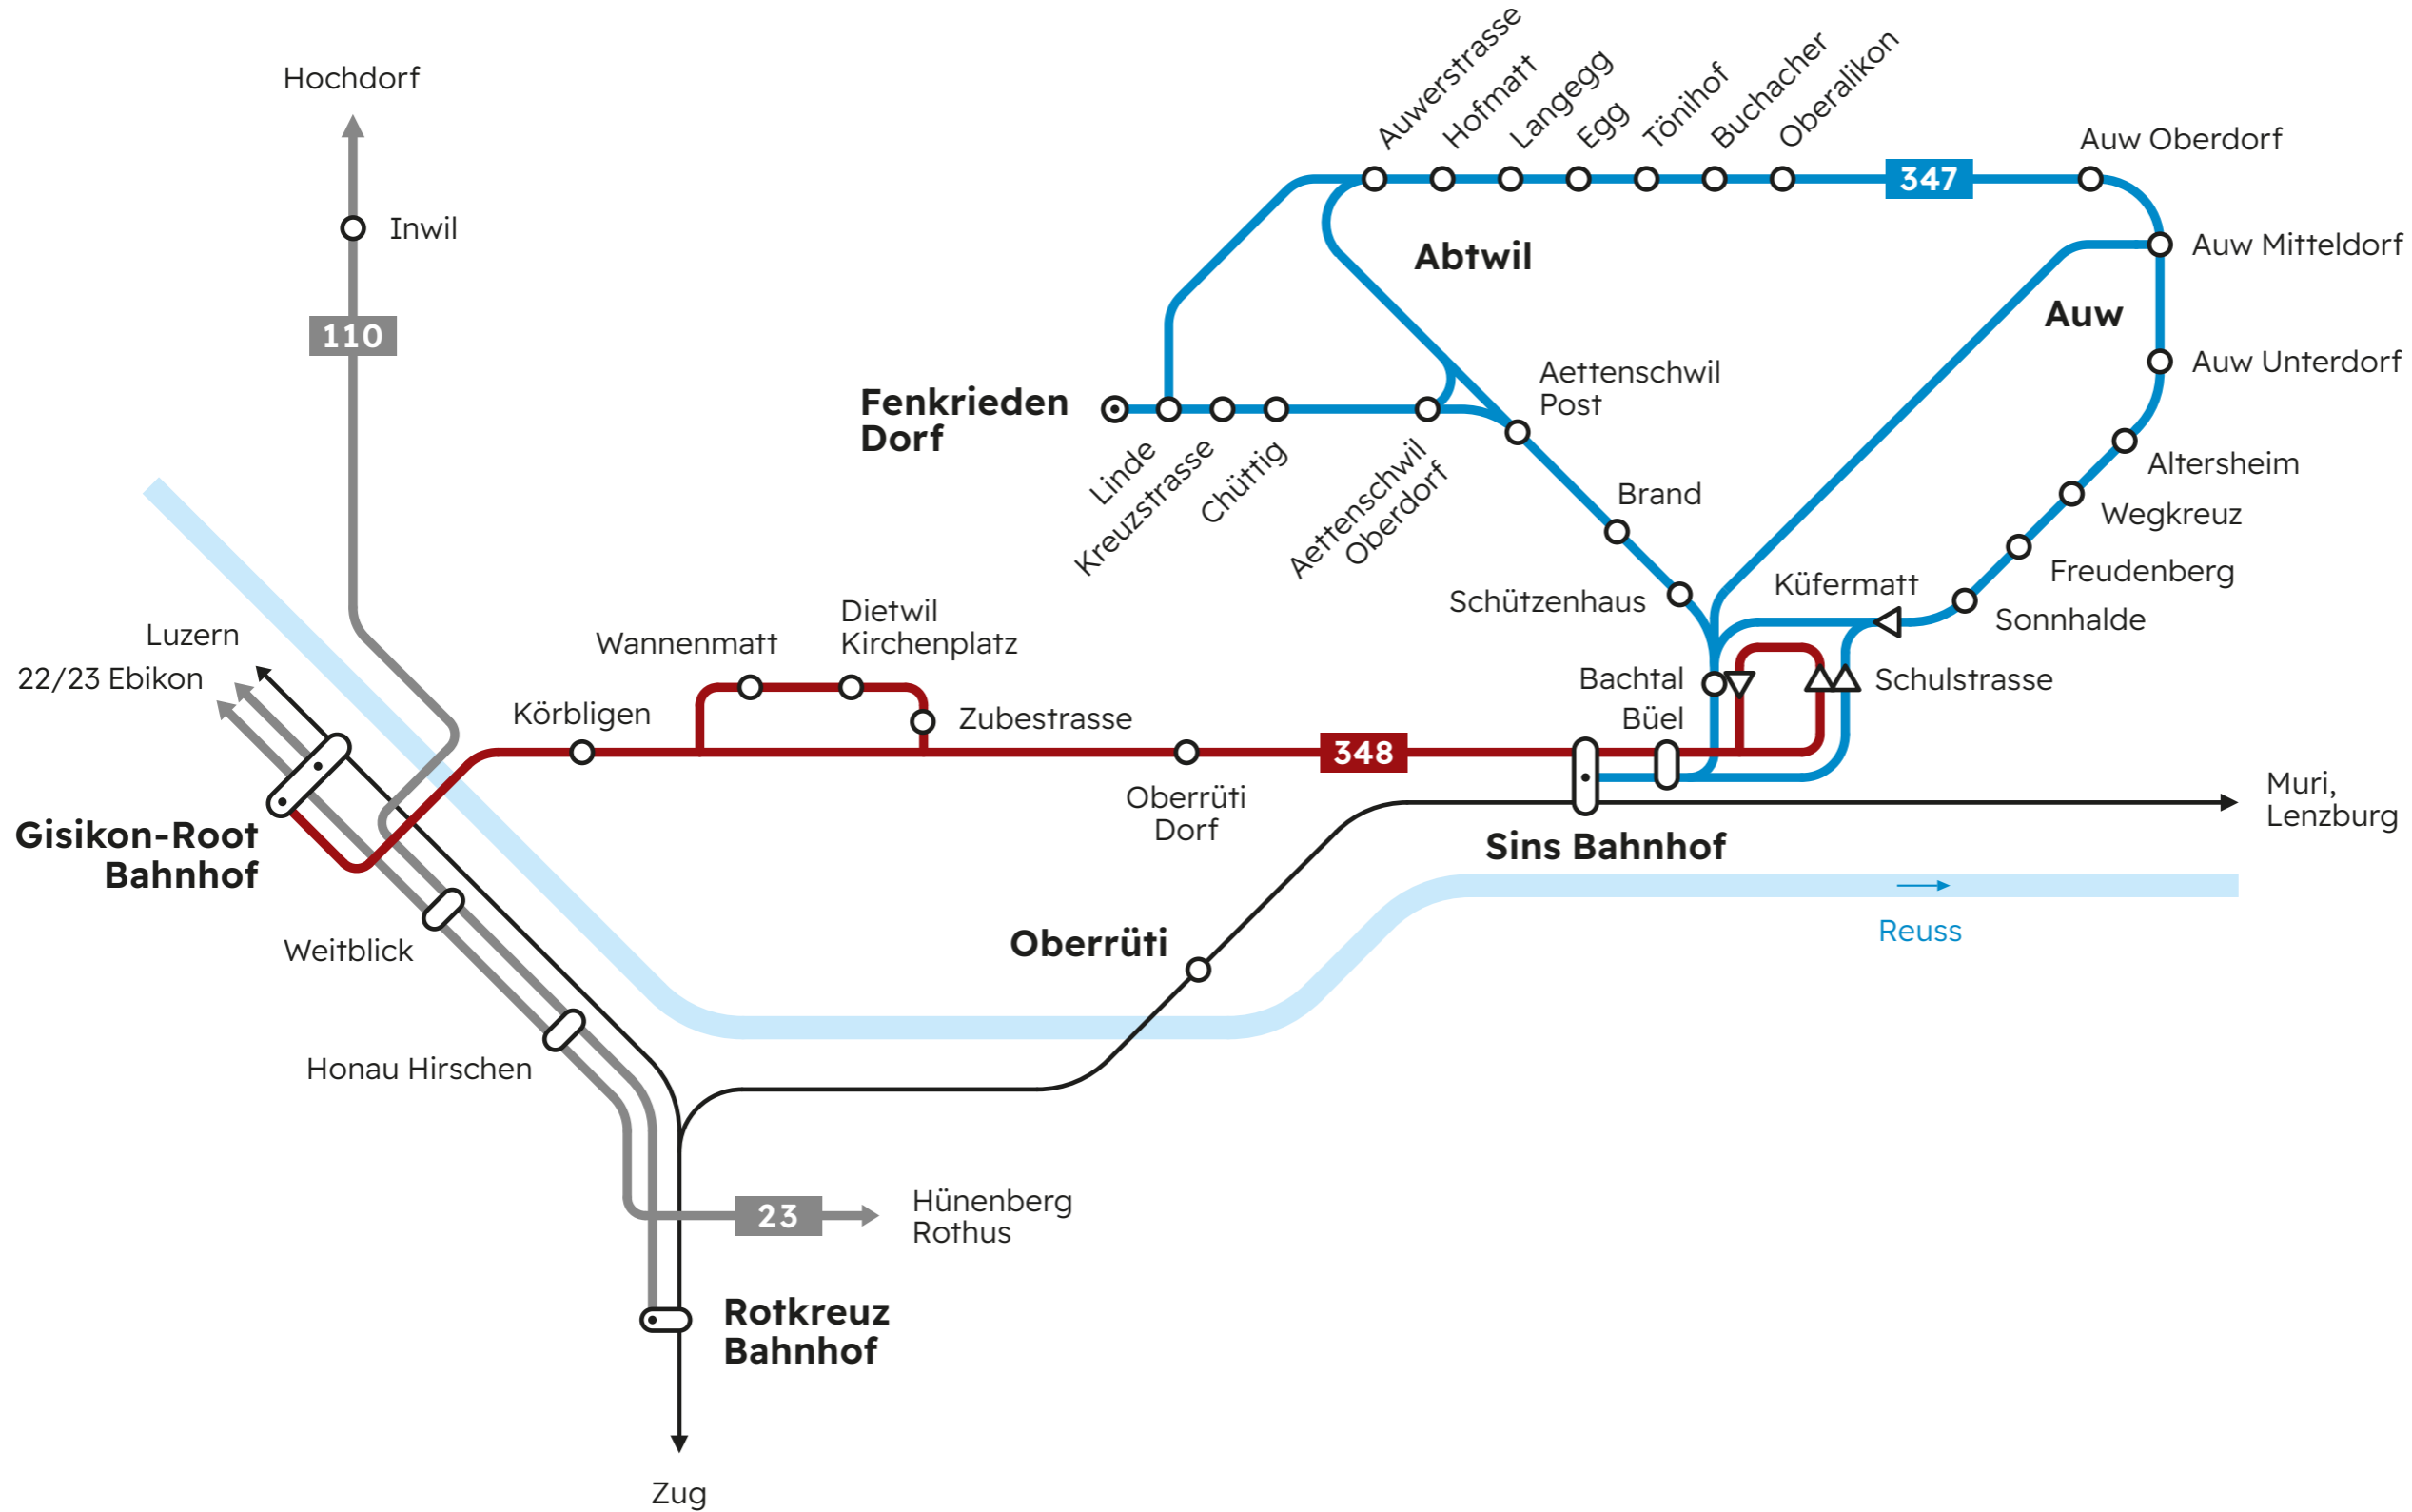 Hochdorf
Inwil
110
Luzern
22/23 Ebikon
Gisikon-Root
Bahnhof
Weitblick
Honau Hirschen
23
Hünenberg
Rothus
Rotkreuz
Bahnhof
Zug
Körbligen
Wannenmatt
Dietwil
Kirchenplatz
Zubestrasse
Oberrüti
Dorf
348
Oberrüti
Sins Bahnhof
Muri,
Lenzburg
Reuss
Bachtal
Büel
Schulstrasse
Küfermatt
Schützenhaus
Brand
Aettenschwil
Post
Fenkrieden
Dorf
Linde
Kreuzstrasse
Chüttig
Aettenschwil
Oberdorf
Abtwil
Auwerstrasse
Hofmatt
Langegg
Egg
Tönihof
Buchacher
Oberalikon
347
Auw Oberdorf
Auw Mitteldorf
Auw
Auw Unterdorf
Altersheim
Wegkreuz
Freudenberg
Sonnhalde